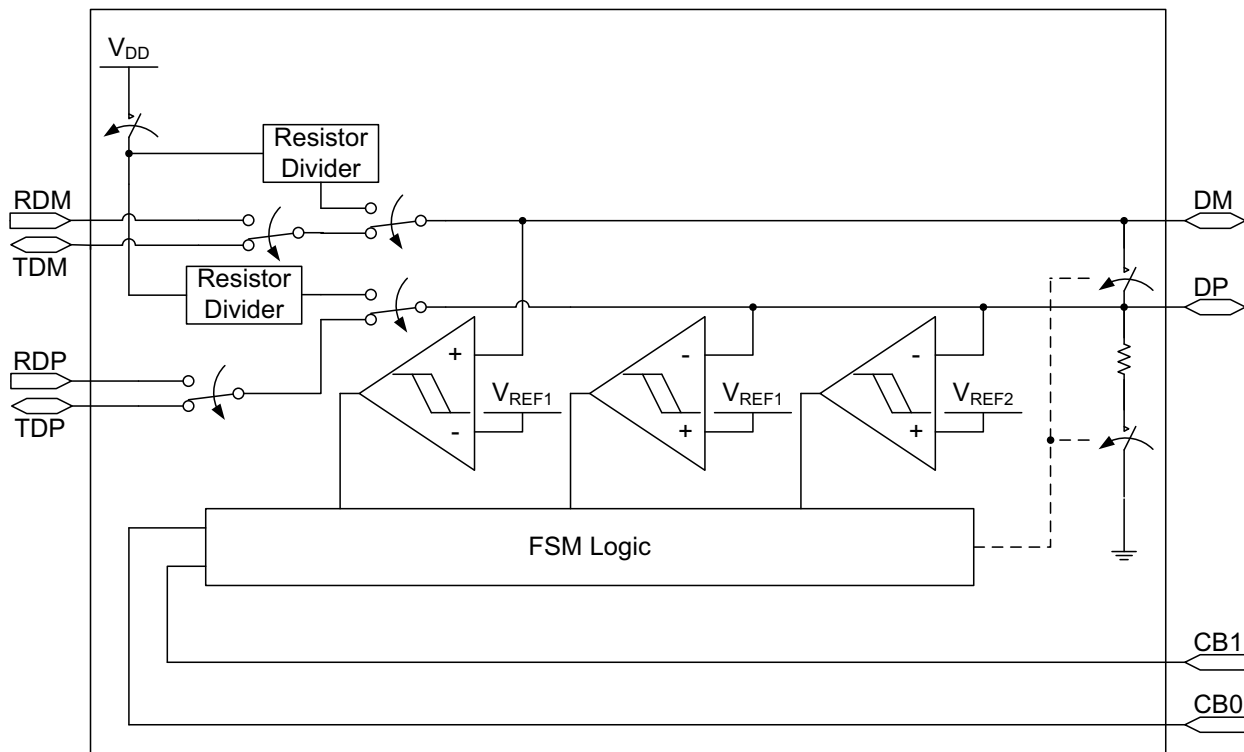 VDD
Resistor
Divider
RDM
DM
TDM
Resistor
Divider
DP
RDP
TDP
+
-
VREF1
-
+
VREF1
-
+
VREF2
FSM Logic
CB1
CB0